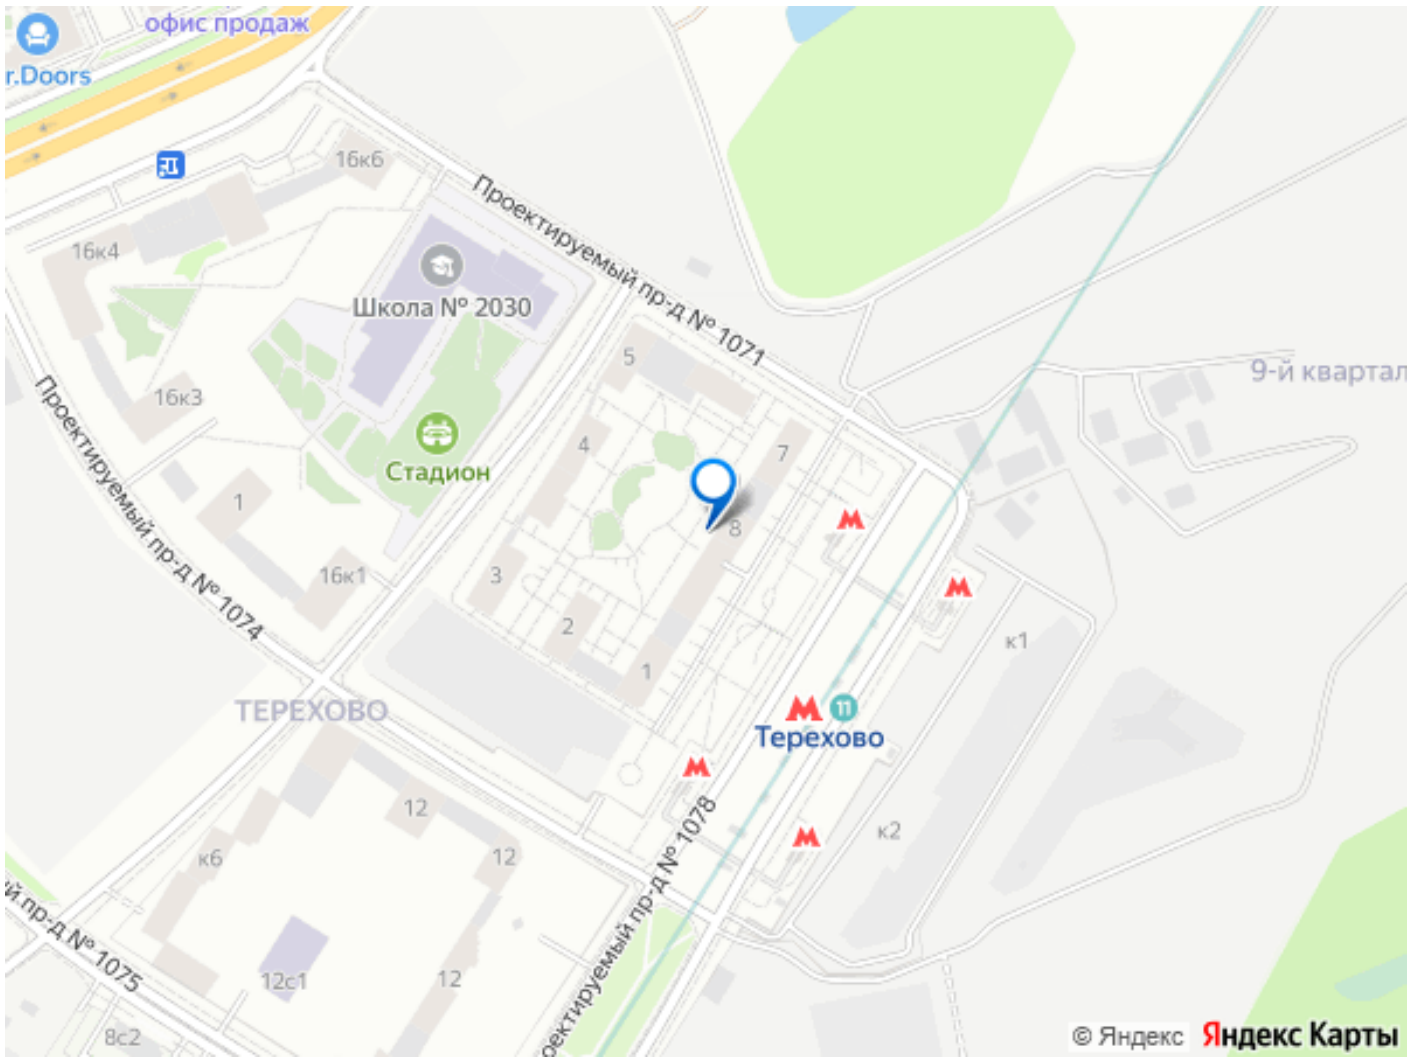 офис продаж
r.Doors
16к6
Проектируемый пр-д № 1071
16к4
Школа № 2030
5
9-й квартал
16к3
Проектируемый пр-д № 1074
4
7
Стадион
1
8
3
16к1
2
к1
1
ТЕРЕХОВО
11
Терехово
12
Проектируемый пр-д № 1078
к2
12
к6
ый пр-д № 1075
12с1
12
8с2
© Яндекс
Яндекс Карты